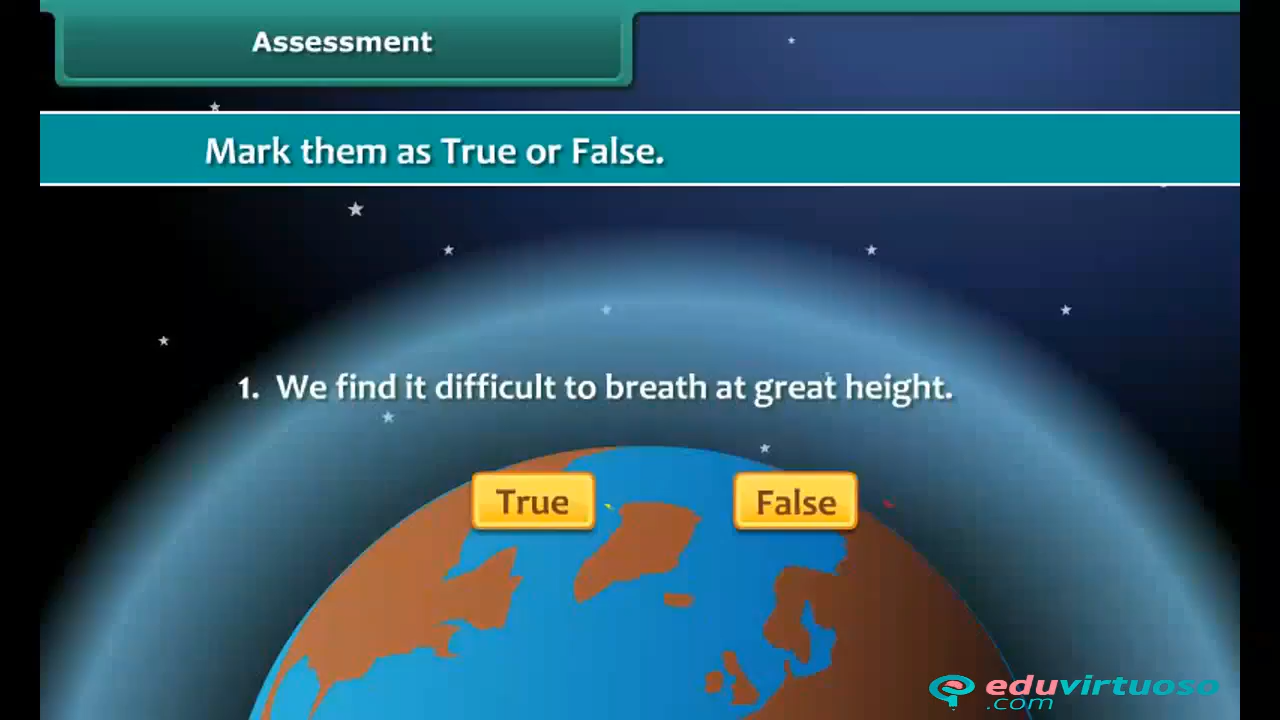 Assessment
Mark them as True or False.
1. We find it difficult to breath at great height.
True False
eduvirtuoso
.com